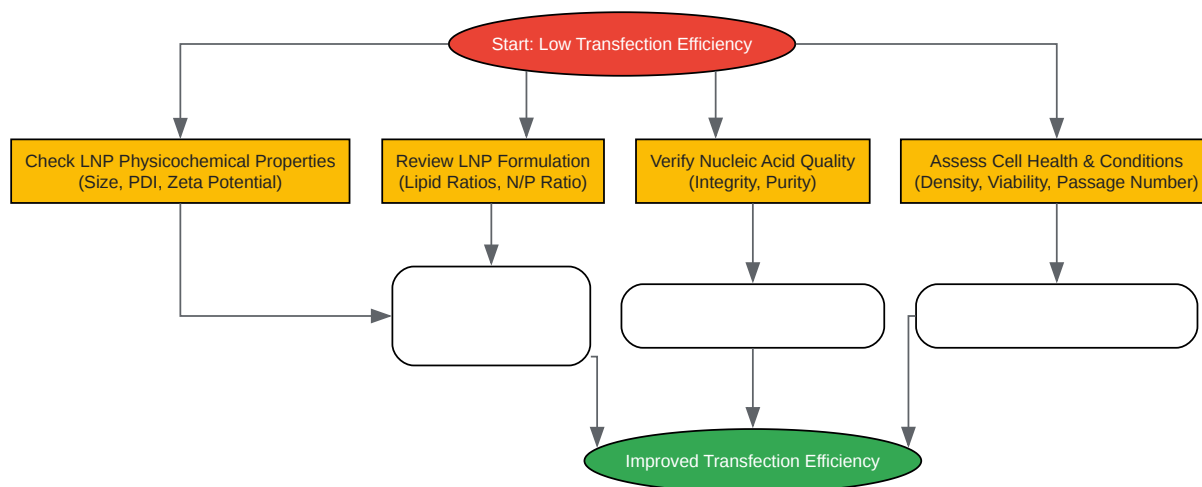 Start: Low Transfection Efficiency
Check LNP Physicochemical Properties
(Size, PDI, Zeta Potential)
Review LNP Formulation
(Lipid Ratios, N/P Ratio)
Verify Nucleic Acid Quality
(Integrity, Purity)
Assess Cell Health & Conditions
(Density, Viability, Passage Number)
Improved Transfection Efficiency